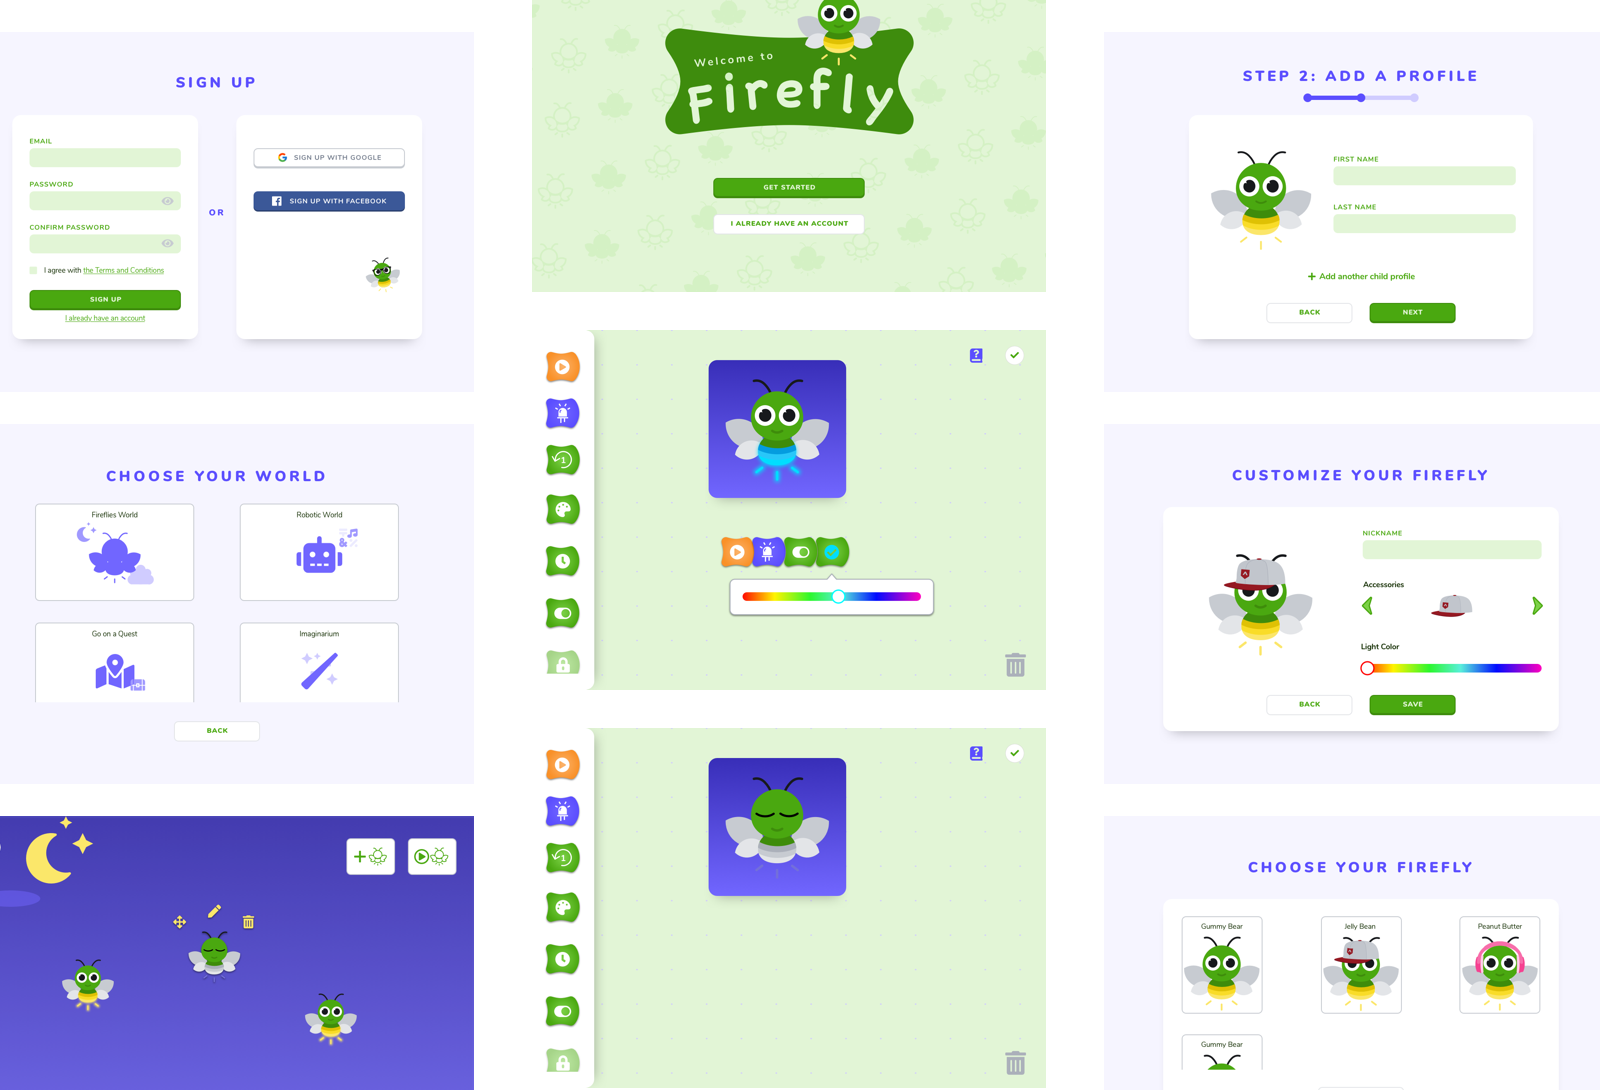 SIGN UP
EMAIL
PASSWORD
CONFIRM PASSWORD
I agree with the Terms and Conditions
SIGN UP
I already have an account
OR
SIGN UP WITH GOOGLE
SIGN UP WITH FACEBOOK
CHOOSE YOUR WORLD
Fireflies World
Robotic World
Go on a Quest
Imaginarium
BACK
Welcome to
Firefly
GET STARTED
I ALREADY HAVE AN ACCOUNT
?
1
?
1
STEP 2: ADD A PROFILE
FIRST NAME
LAST NAME
+ Add another child profile
BACK
NEXT
CUSTOMIZE YOUR FIREFLY
NICKNAME
Accessories
Light Color
BACK
SAVE
CHOOSE YOUR FIREFLY
Gummy Bear
Jelly Bean
Peanut Butter
Gummy Bear